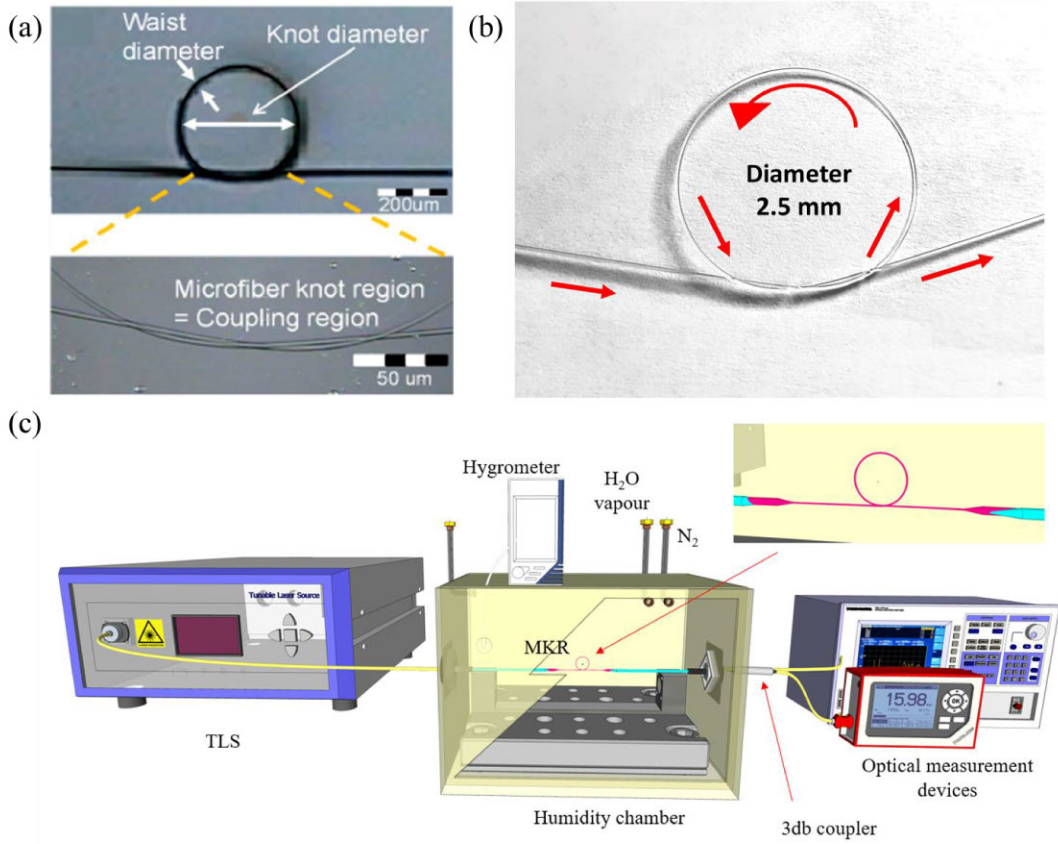 (a)
Waist
diameter
Knot diameter
200um
Microfiber knot region
= Coupling region
50 um
(b)
Diameter
2.5 mm
(c)
Hygrometer
H2O
vapour
N2
Tunable Laser Source
MKR
15.98
OK
TLS
Humidity chamber
3db coupler
Optical measurement
devices